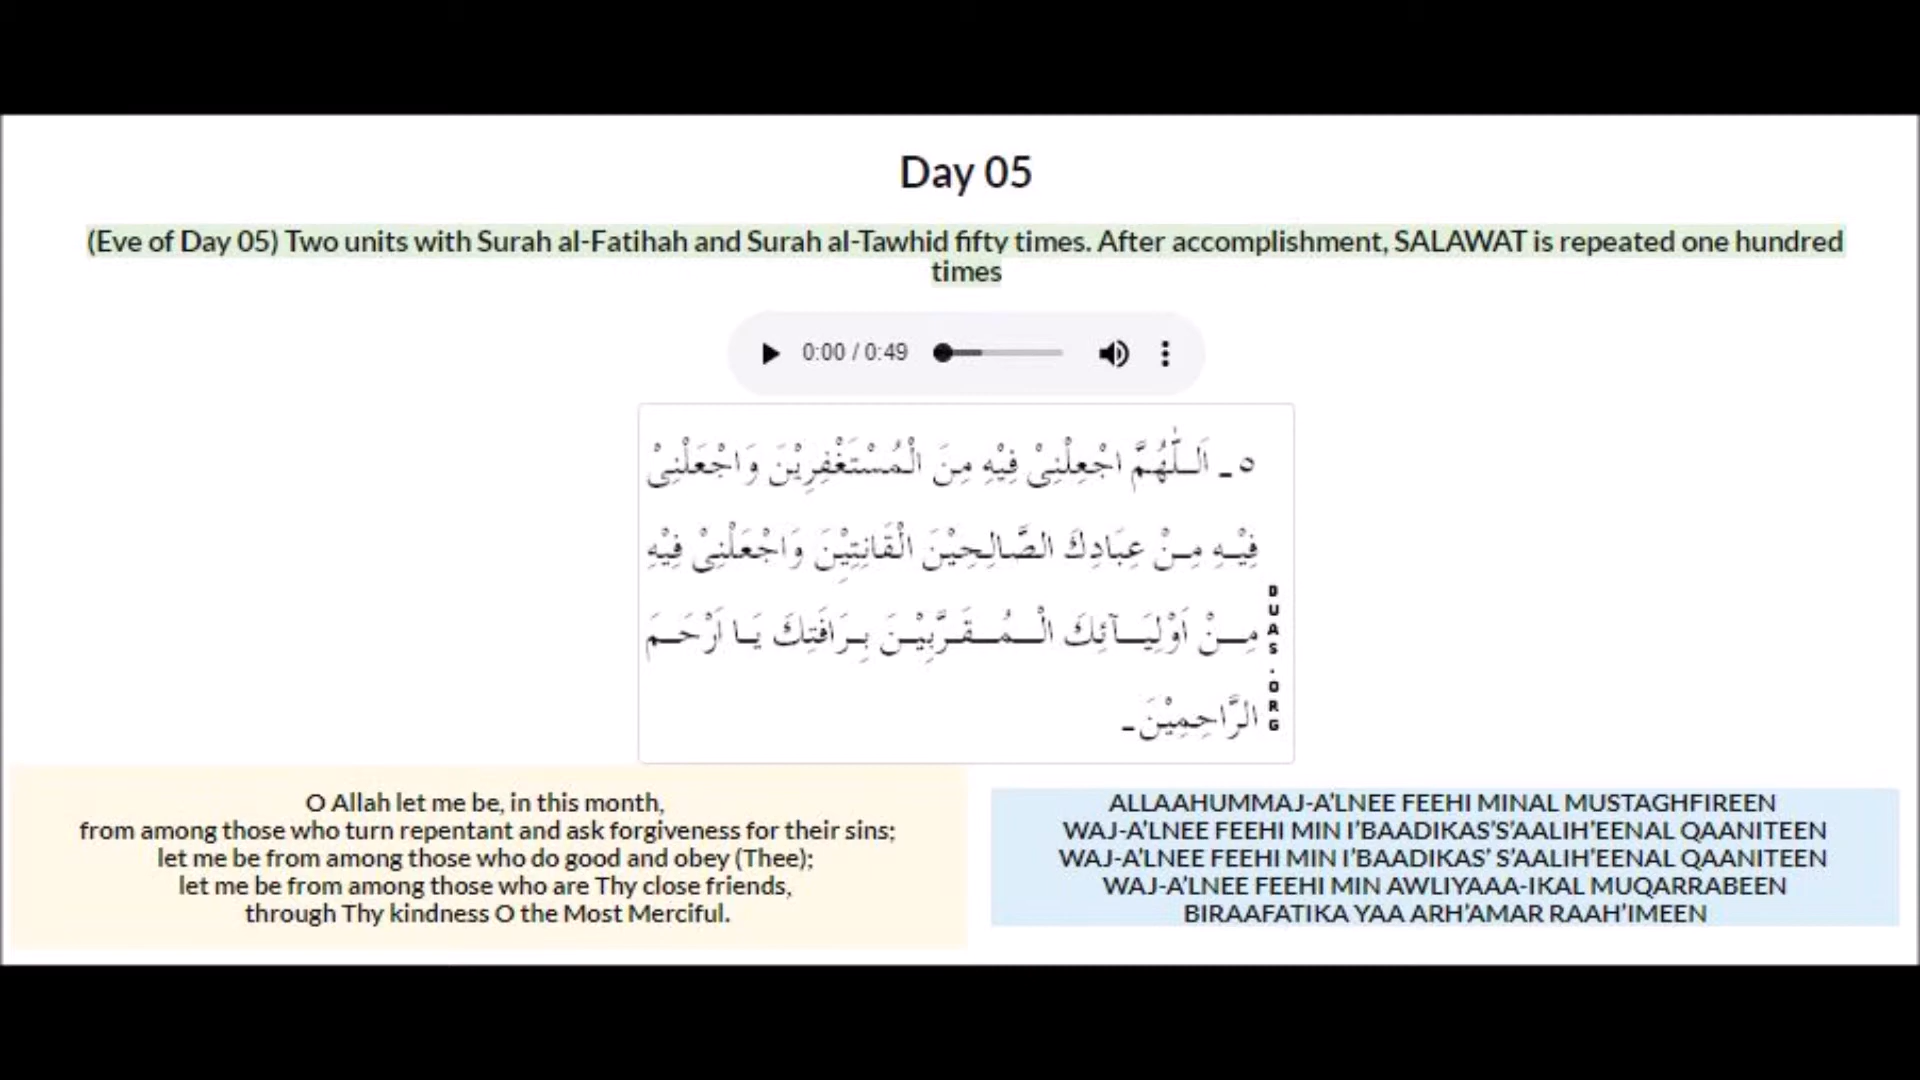 Day 05
(Eve of Day 05) Two units with Surah al-Fatihah and Surah al-Tawhid fifty times. After accomplishment, SALAWAT is repeated one hundred
times
0:00 / 0:49
٥ـ اَللّٰهُمَّ اجْعِلْنِىْ فِيْهِ مِنَ الْمُسْتَغْفِرِيْنَ وَاجْعَلْنِىْ
فِيْهِ مِنْ عِبَادِكَ الصَّالِحِيْنَ الْقَانِتِيْنَ وَاجْعَلْنِىْ فِيْهِ
مِنْ اَوْلِيَآئِكَ الْمُقَرَّبِيْنَ بِرَافَتِكَ يَا اَرْحَمَ
الرَّاحِمِيْنَ۔
DUAS.ORG
O Allah let me be, in this month,
from among those who turn repentant and ask forgiveness for their sins;
let me be from among those who do good and obey (Thee);
let me be from among those who are Thy close friends,
through Thy kindness O the Most Merciful.
ALLAAHUMMAJ-A’LNEE FEEHI MINAL MUSTAGHFIREEN
WAJ-A’LNEE FEEHI MIN I’BAADIKAS’S’AALIH’EENAL QAANITEEN
WAJ-A’LNEE FEEHI MIN I’BAADIKAS’ S’AALIH’EENAL QAANITEEN
WAJ-A’LNEE FEEHI MIN AWLIYAAA-IKAL MUQARRABEEN
BIRAAFATIKA YAA ARH’AMAR RAAH’IMEEN